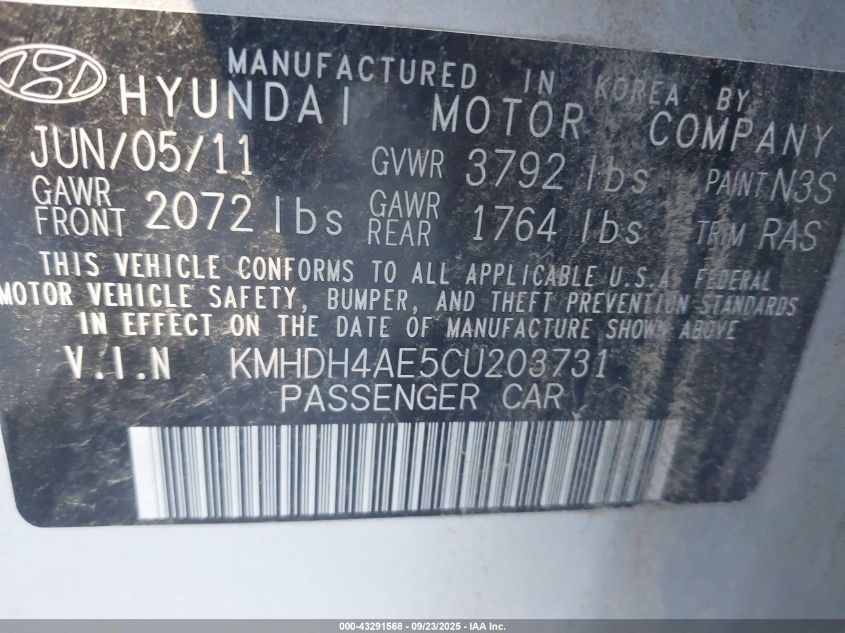 MANUFACTURED IN KOREA BY
HYUNDAI MOTOR COMPANY
JUN/05/11 GVWR 3792 lbs PAINT N3S
GAWR FRONT 2072 lbs GAWR REAR 1764 lbs TRIM RAS
THIS VEHICLE CONFORMS TO ALL APPLICABLE U.S.A. FEDERAL
MOTOR VEHICLE SAFETY, BUMPER, AND THEFT PREVENTION STANDARDS
IN EFFECT ON THE DATE OF MANUFACTURE SHOWN ABOVE
V.I.N KMHDH4AE5CU203731
PASSENGER CAR
000-43291568 - 09/23/2025 - IAA Inc.